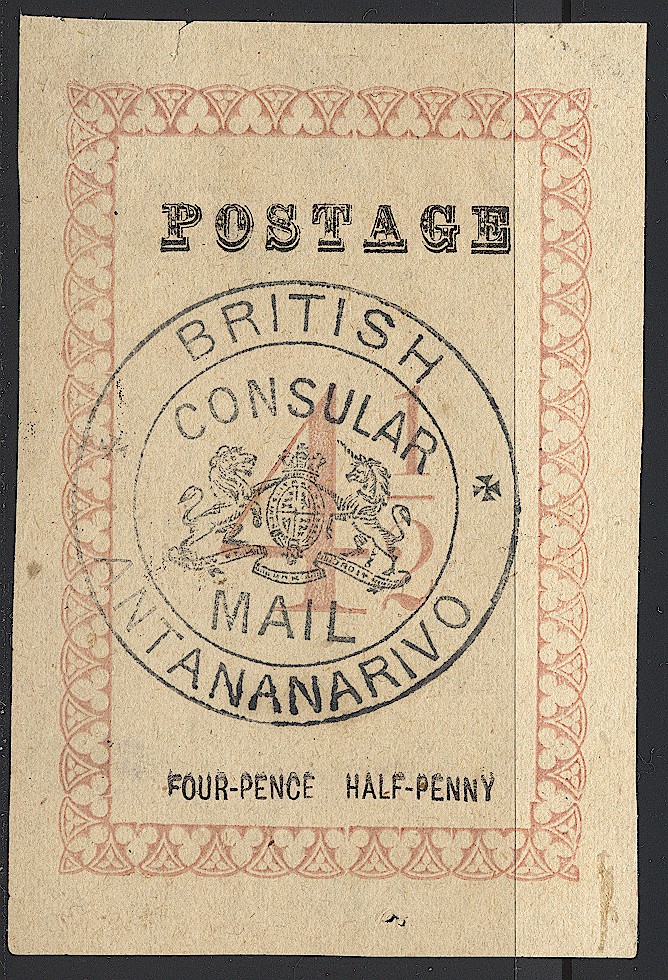 POSTAGE
BRITISH
CONSULAR
4½
MAIL
ANTANANARIVO
FOUR-PENCE HALF-PENNY